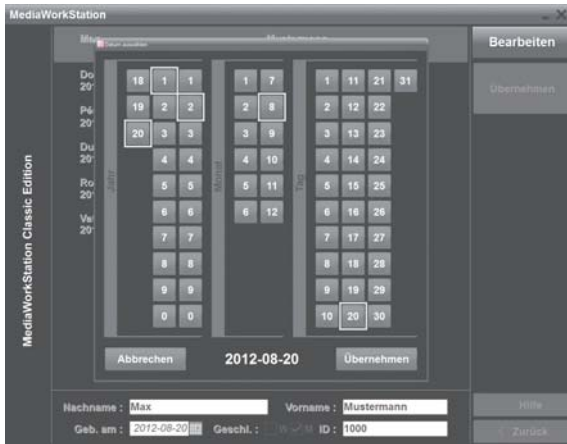 MediaWorkStation
Bearbeiten
Übernehmen
MediaWorkStation Classic Edition
Mustermann
Datum auswählen
Jahr
18 1 1
19 2 2
20 3 3
4 4
5 5
6 6
7 7
8 8
9 9
0 0
Monat
1 7
2 8
3 9
4 10
5 11
6 12
Tag
1 11 21 31
2 12 22
3 13 23
4 14 24
5 15 25
6 16 26
7 17 27
8 18 28
9 19 29
10 20 30
Abbrechen 2012-08-20 Übernehmen
Nachname : Max Vorname : Mustermann
Geb. am : 2012-08-20 Geschl. : W M ID : 1000
Hilfe
Zurück